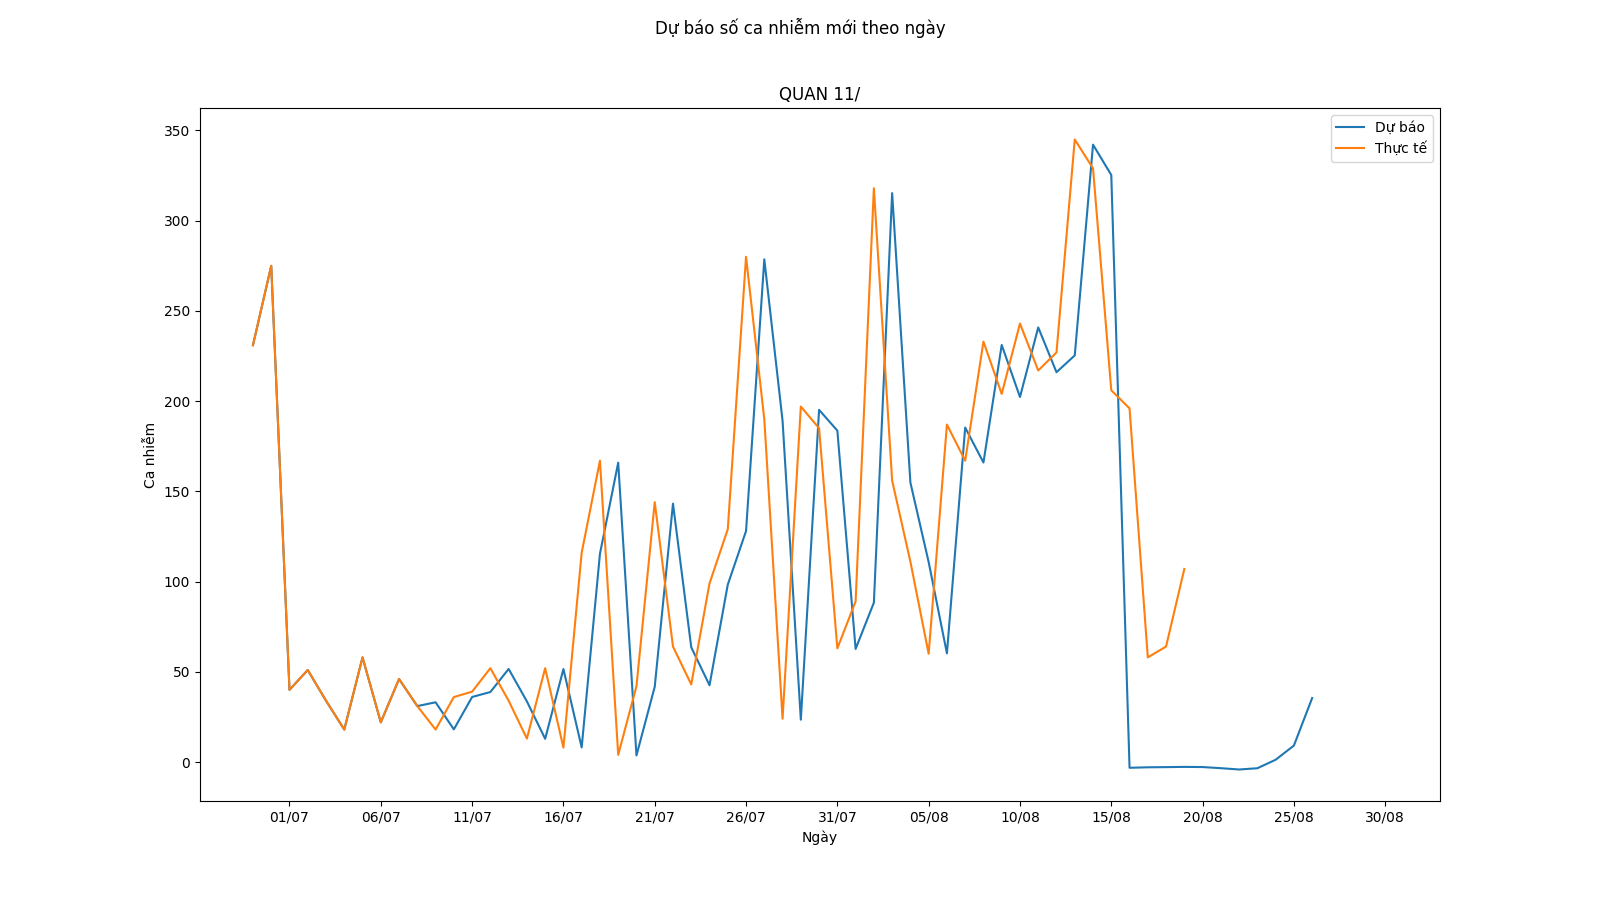 Dự báo số ca nhiễm mới theo ngày
QUAN 11/
Dự báo
Thực tế
350
300
250
200
150
100
50
0
Ca nhiễm
01/07 06/07 11/07 16/07 21/07 26/07 31/07 05/08 10/08 15/08 20/08 25/08 30/08
Ngày